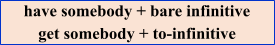 have somebody + bare infinitive
get somebody + to-infinitive